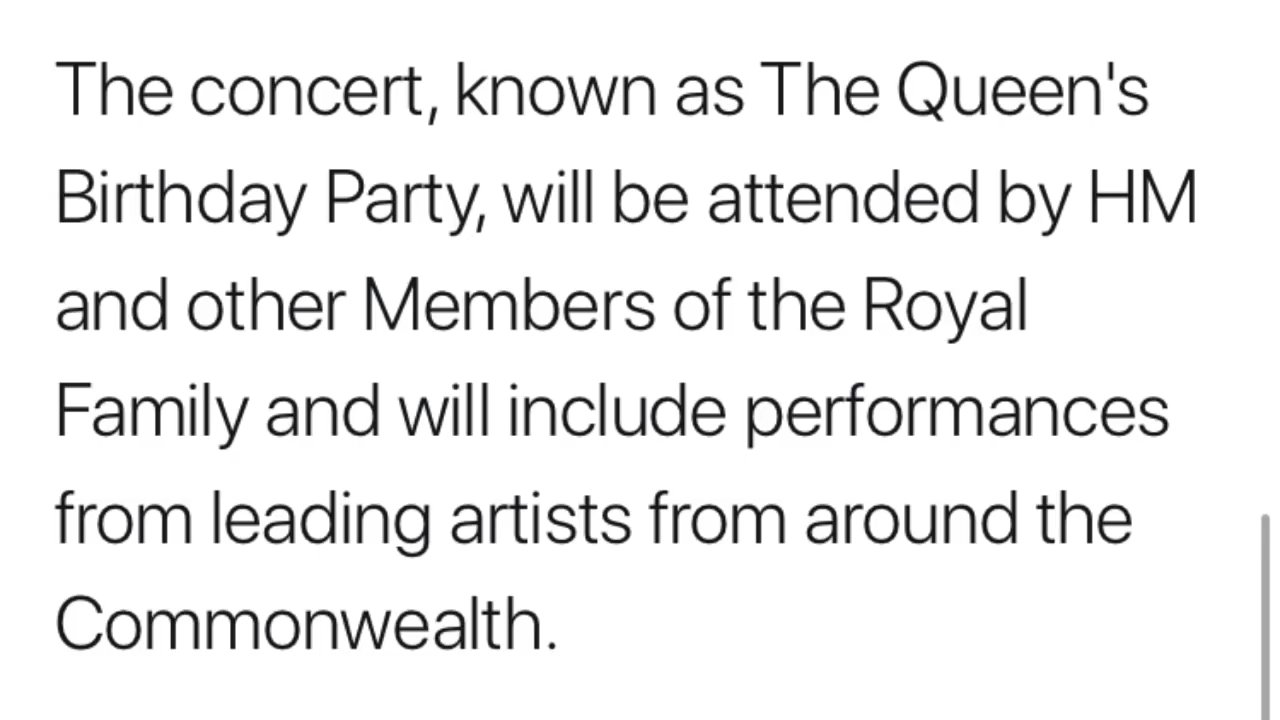 The concert, known as The Queen's
Birthday Party, will be attended by HM
and other Members of the Royal
Family and will include performances
from leading artists from around the
Commonwealth.